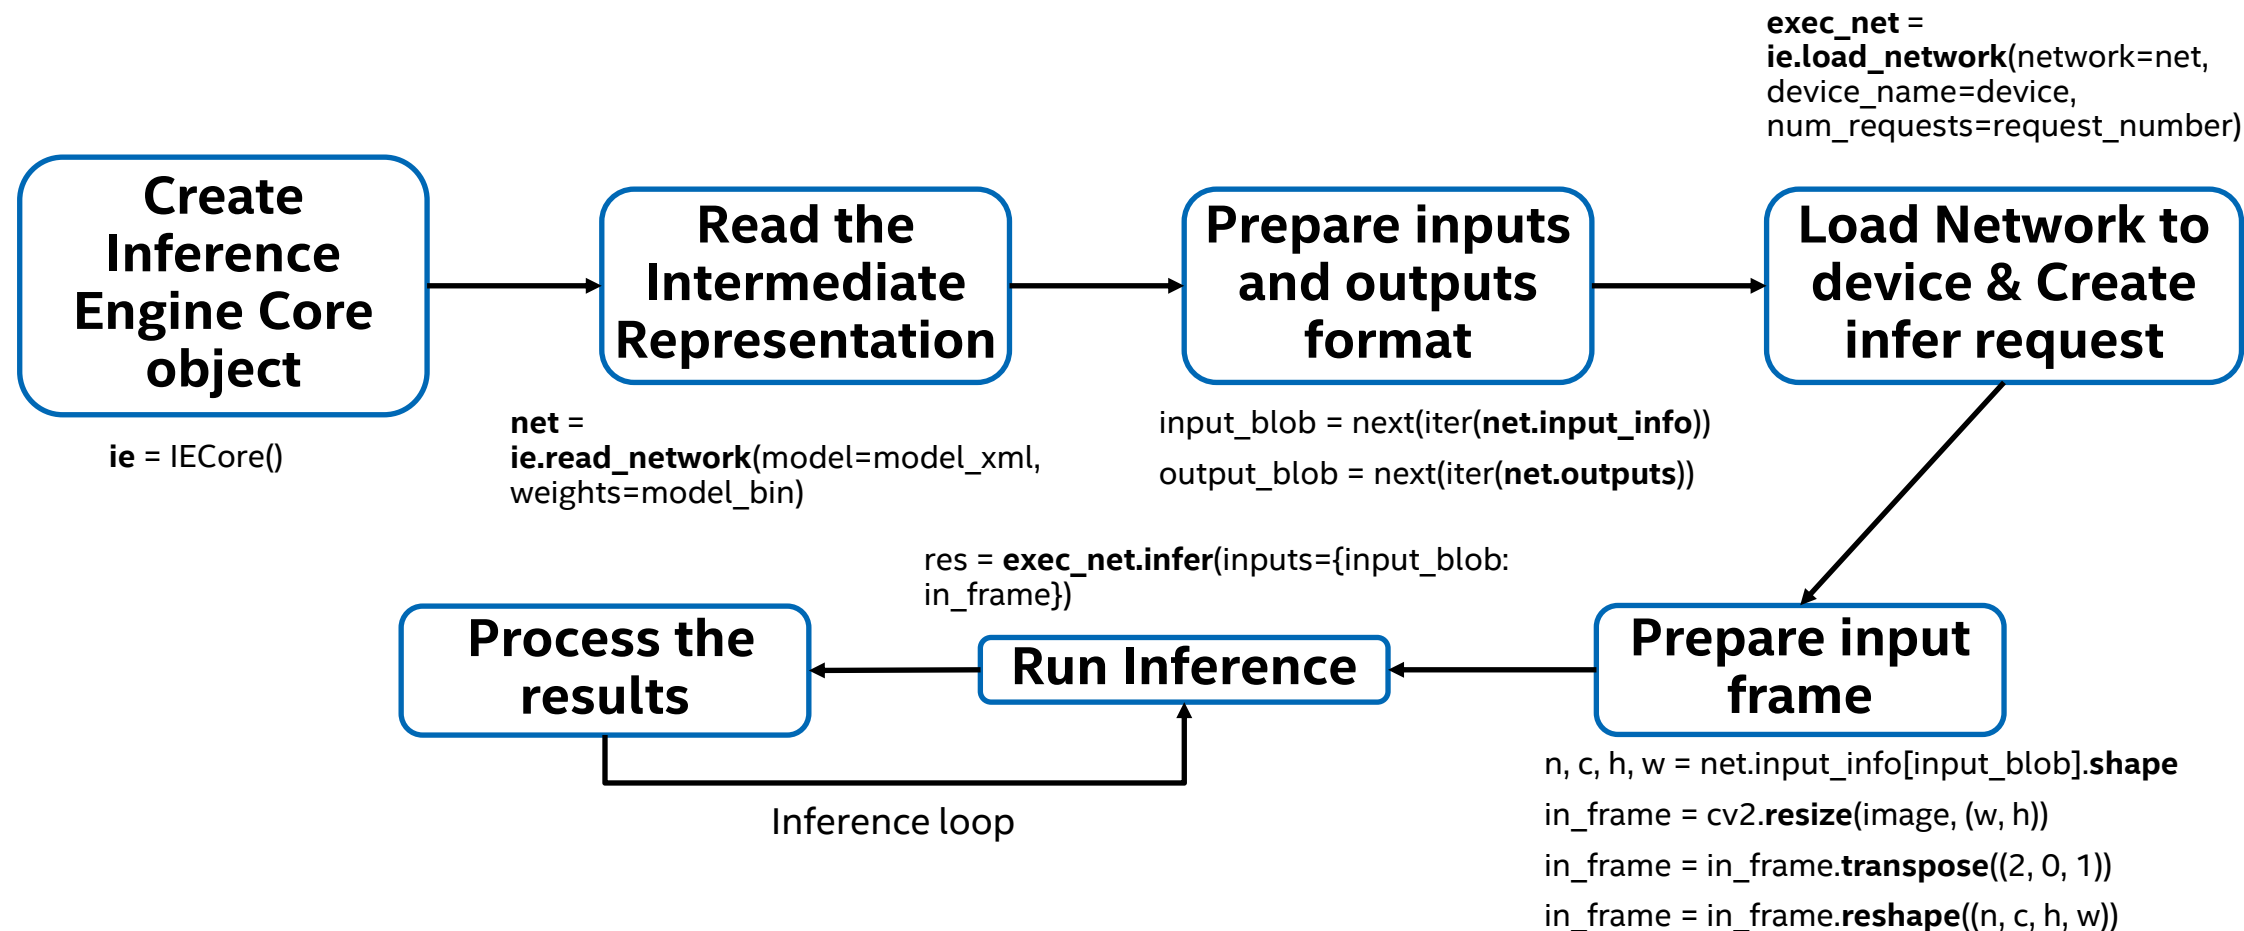 exec_net =
ie.load_network(network=net,
device_name=device,
num_requests=request_number)
Create
Inference
Engine Core
object
ie = IECore()
Read the
Intermediate
Representation
net =
ie.read_network(model=model_xml,
weights=model_bin)
Prepare inputs
and outputs
format
input_blob = next(iter(net.input_info))
output_blob = next(iter(net.outputs))
Load Network to
device & Create
infer request
Prepare input
frame
n, c, h, w = net.input_info[input_blob].shape
in_frame = cv2.resize(image, (w, h))
in_frame = in_frame.transpose((2, 0, 1))
in_frame = in_frame.reshape((n, c, h, w))
res = exec_net.infer(inputs={input_blob:
in_frame})
Run Inference
Process the
results
Inference loop